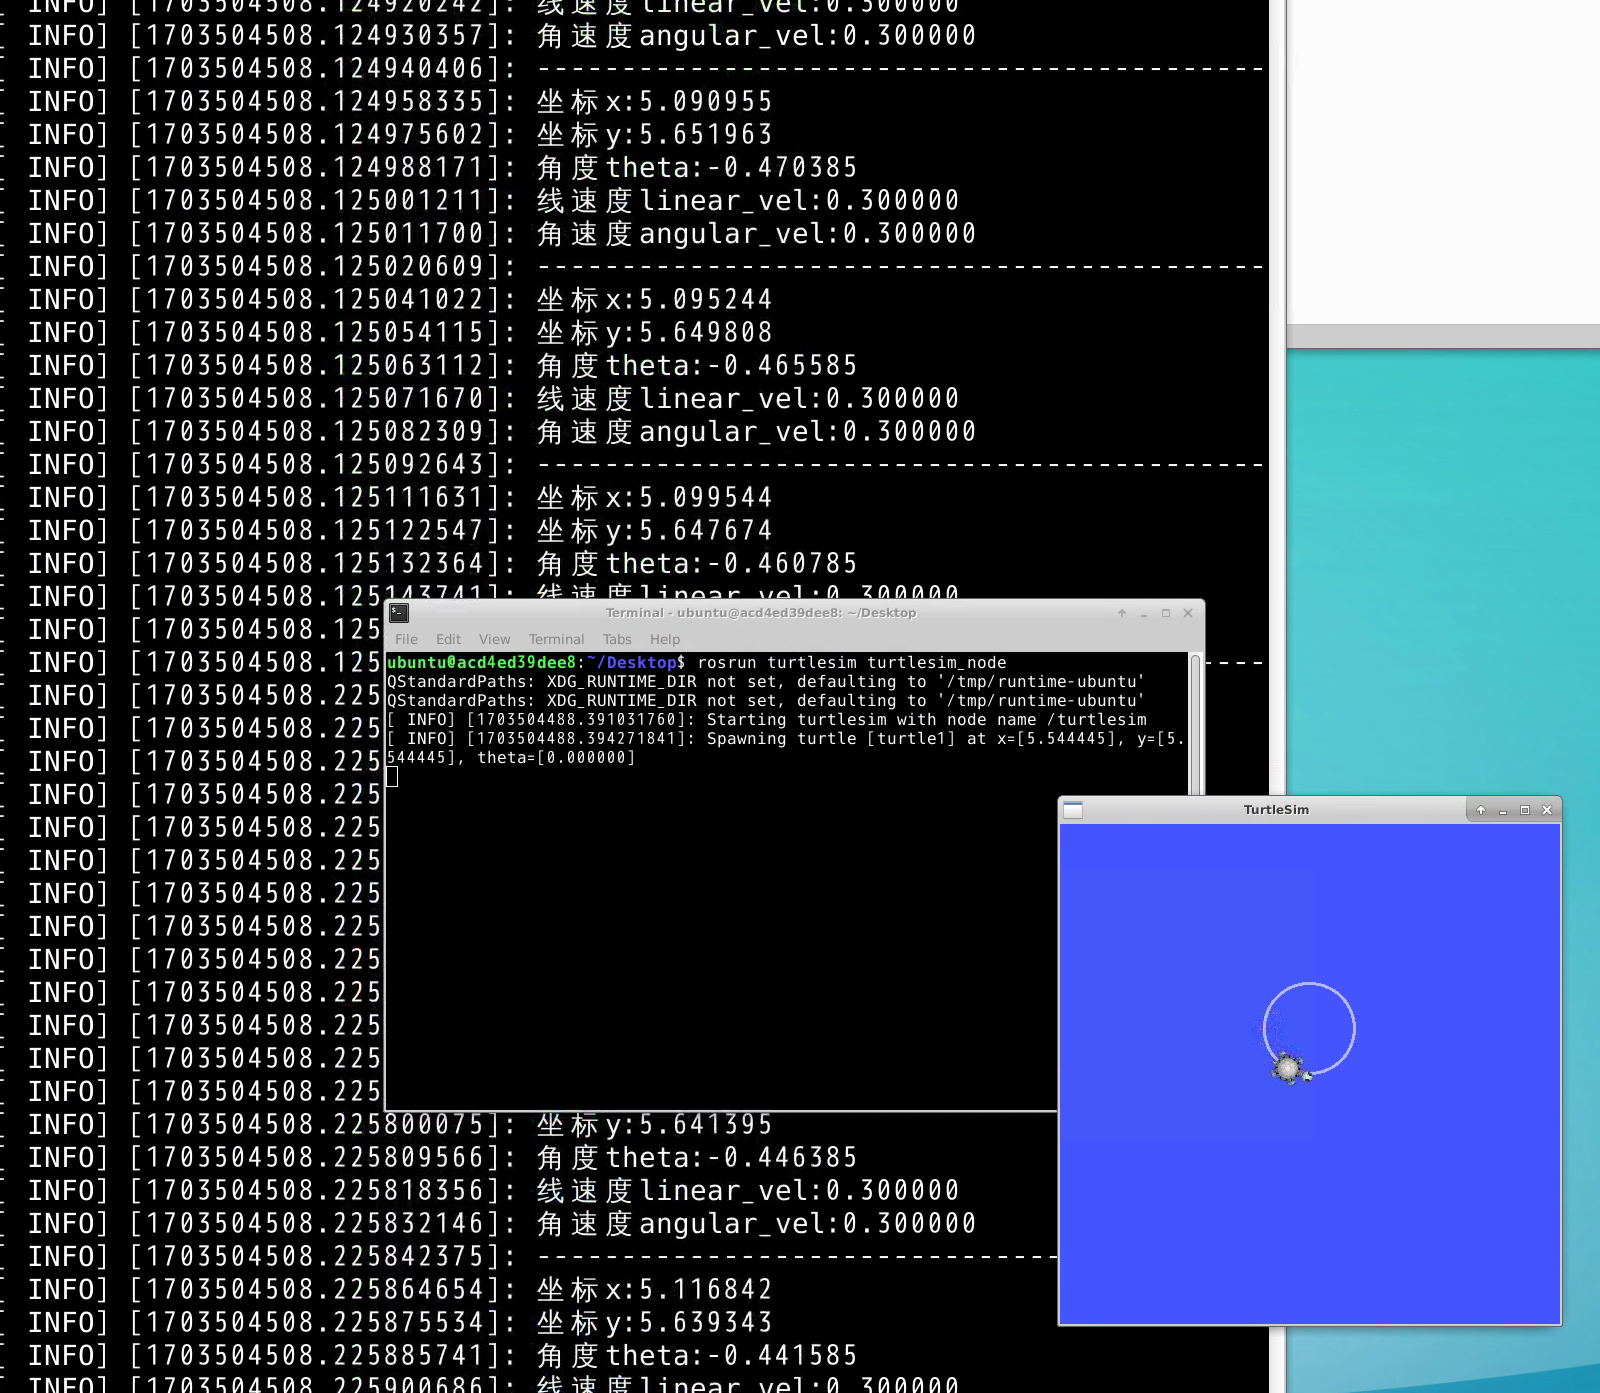 INFO] [1703504508.124920242]: 线速度linear_vel:0.300000
INFO] [1703504508.124930357]: 角速度angular_vel:0.300000
INFO] [1703504508.124940406]: -------------------------------------------
INFO] [1703504508.124958335]: 坐标x:5.090955
INFO] [1703504508.124975602]: 坐标y:5.651963
INFO] [1703504508.124988171]: 角度theta:-0.470385
INFO] [1703504508.125001211]: 线速度linear_vel:0.300000
INFO] [1703504508.125011700]: 角速度angular_vel:0.300000
INFO] [1703504508.125020609]: -------------------------------------------
INFO] [1703504508.125041022]: 坐标x:5.095244
INFO] [1703504508.125054115]: 坐标y:5.649808
INFO] [1703504508.125063112]: 角度theta:-0.465585
INFO] [1703504508.125071670]: 线速度linear_vel:0.300000
INFO] [1703504508.125082309]: 角速度angular_vel:0.300000
INFO] [1703504508.125092643]: -------------------------------------------
INFO] [1703504508.125111631]: 坐标x:5.099544
INFO] [1703504508.125122547]: 坐标y:5.647674
INFO] [1703504508.125132364]: 角度theta:-0.460785
INFO] [1703504508.125143741]: 线速度linear_vel:0.300000
INFO] [1703504508.125
INFO] [1703504508.125
INFO] [1703504508.225
INFO] [1703504508.225
INFO] [1703504508.225
INFO] [1703504508.225
INFO] [1703504508.225
INFO] [1703504508.225
INFO] [1703504508.225
INFO] [1703504508.225
INFO] [1703504508.225
INFO] [1703504508.225
INFO] [1703504508.225
INFO] [1703504508.225
INFO] [1703504508.225
INFO] [1703504508.225800075]: 坐标y:5.641395
INFO] [1703504508.225809566]: 角度theta:-0.446385
INFO] [1703504508.225818356]: 线速度linear_vel:0.300000
INFO] [1703504508.225832146]: 角速度angular_vel:0.300000
INFO] [1703504508.225842375]: -------------------------------
INFO] [1703504508.225864654]: 坐标x:5.116842
INFO] [1703504508.225875534]: 坐标y:5.639343
INFO] [1703504508.225885741]: 角度theta:-0.441585
INFO] [1703504508.225900686]: 线速度linear_vel:0.300000
Terminal - ubuntu@acd4ed39dee8: ~/Desktop
File Edit View Terminal Tabs Help
ubuntu@acd4ed39dee8:~/Desktop$ rosrun turtlesim turtlesim_node
QStandardPaths: XDG_RUNTIME_DIR not set, defaulting to '/tmp/runtime-ubuntu'
QStandardPaths: XDG_RUNTIME_DIR not set, defaulting to '/tmp/runtime-ubuntu'
[ INFO] [1703504488.391031760]: Starting turtlesim with node name /turtlesim
[ INFO] [1703504488.394271841]: Spawning turtle [turtle1] at x=[5.544445], y=[5.
544445], theta=[0.000000]
TurtleSim